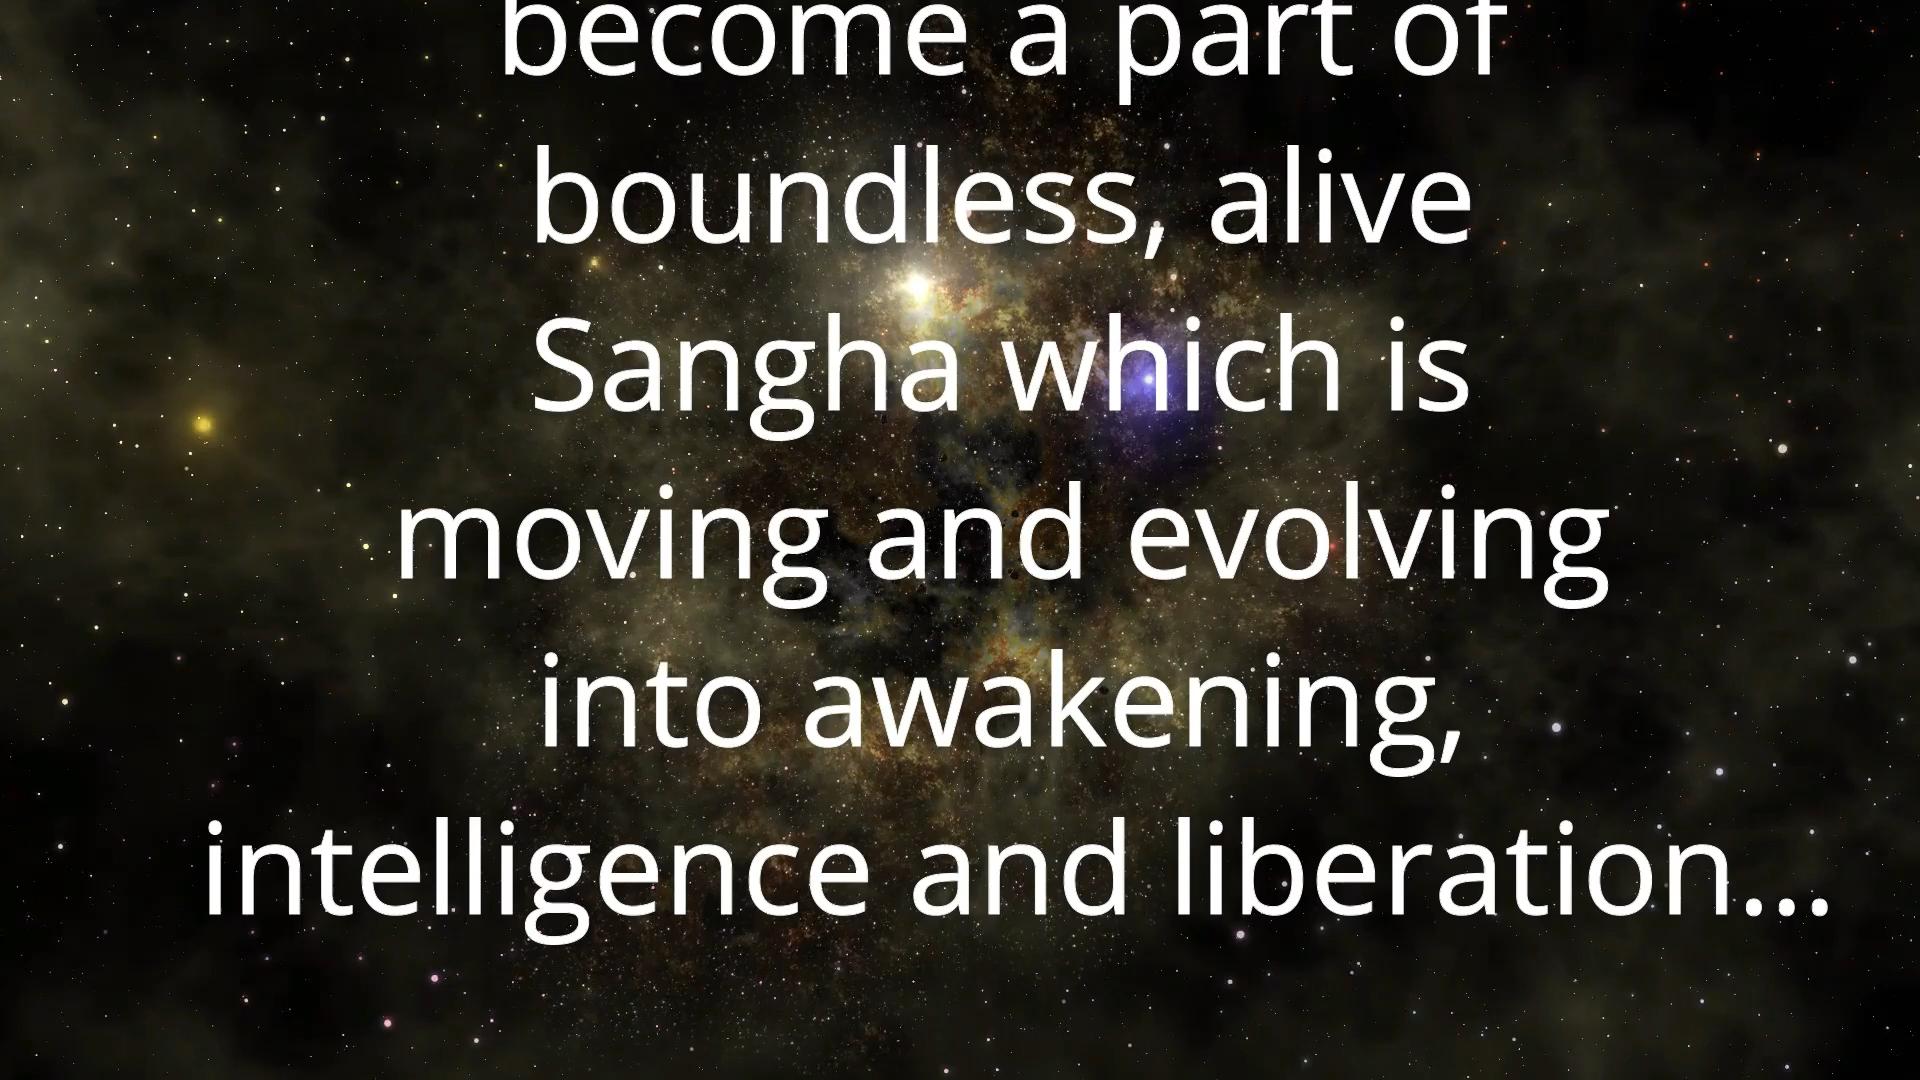 become a part of
boundless, alive
Sangha which is
moving and evolving
into awakening,
intelligence and liberation...